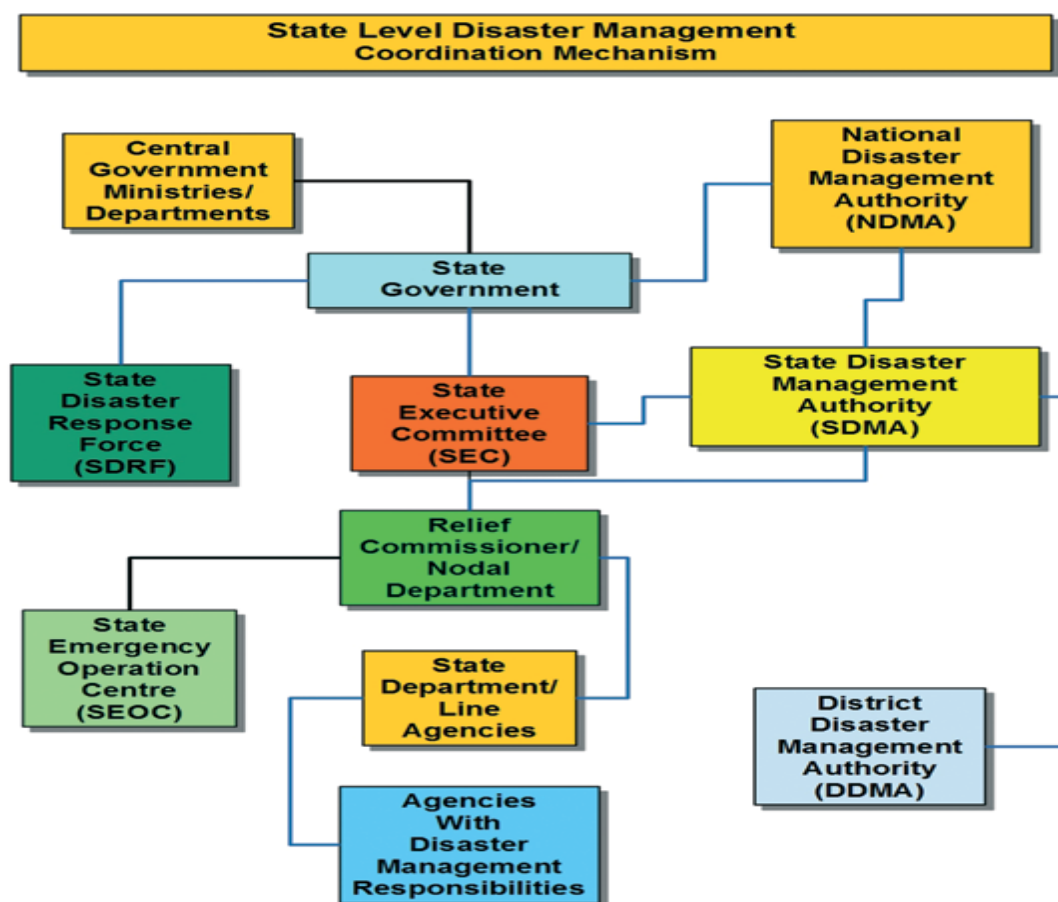 State Level Disaster Management
Coordination Mechanism
Central
Government
Ministries/
Departments
National
Disaster
Management
Authority
(NDMA)
State
Government
State
Disaster
Response
Force
(SDRF)
State
Executive
Committee
(SEC)
State Disaster
Management
Authority
(SDMA)
Relief
Commissioner/
Nodal
Department
State
Emergency
Operation
Centre
(SEOC)
State
Department/
Line
Agencies
District
Disaster
Management
Authority
(DDMA)
Agencies
With
Disaster
Management
Responsibilities